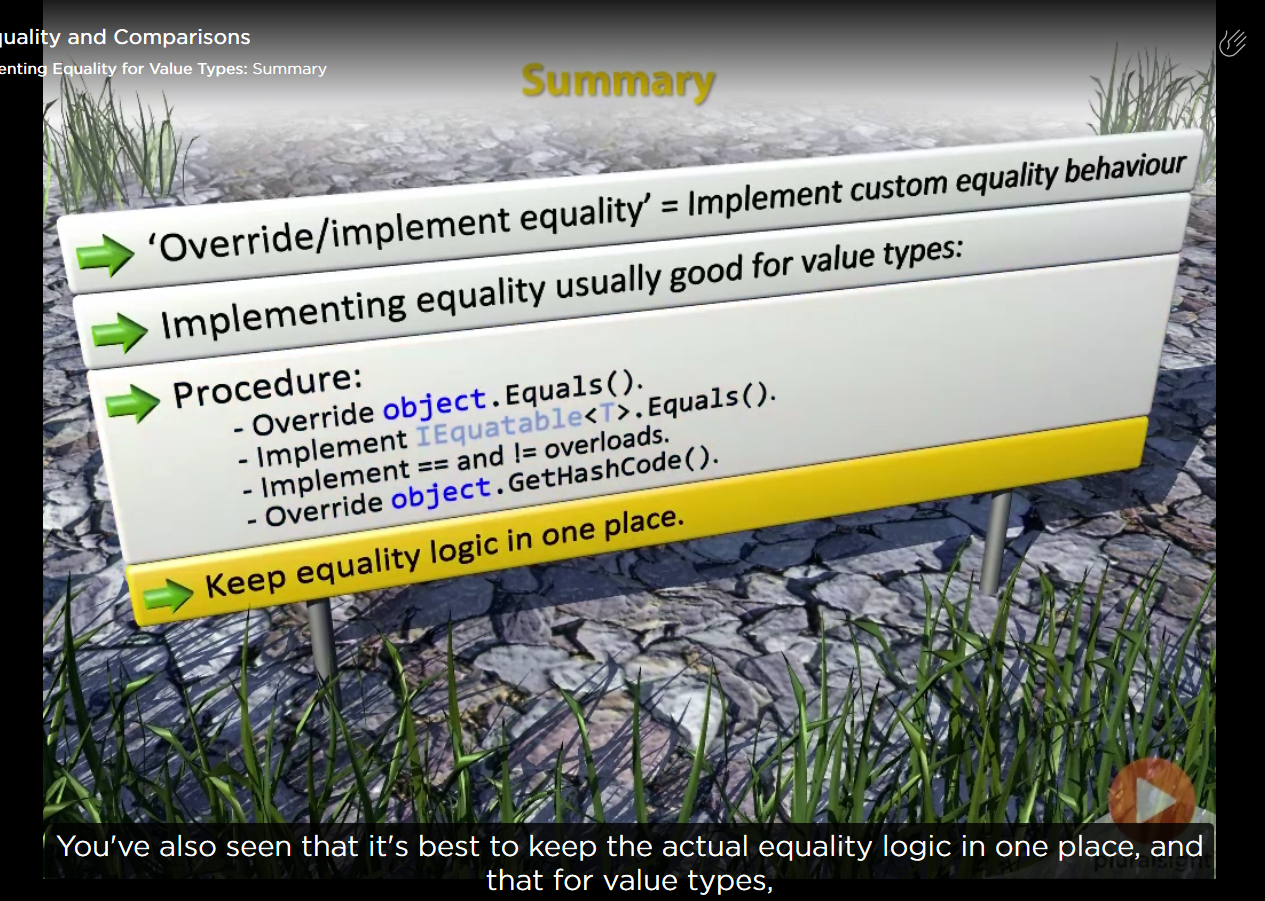 quality and Comparisons
enting Equality for Value Types: Summary
Summary
‘Override/implement equality’ = Implement custom equality behaviour
Implementing equality usually good for value types:
Procedure:
- Override object.Equals().
- Implement IEquatable<T>.Equals().
- Implement == and != overloads.
- Override object.GetHashCode().
Keep equality logic in one place.
You've also seen that it's best to keep the actual equality logic in one place, and
that for value types,